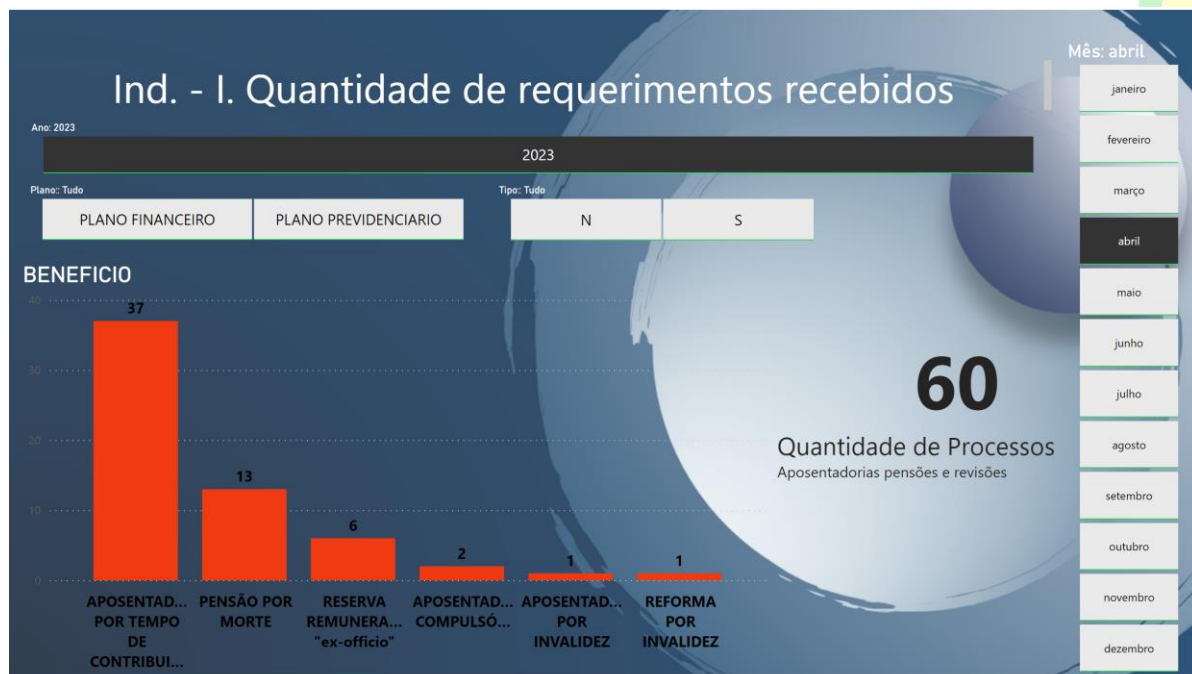 Mês: abril
Ind. - I. Quantidade de requerimentos recebidos
Ano: 2023
2023
Plano:: Tudo
Tipo:: Tudo
PLANO FINANCEIRO
PLANO PREVIDENCIARIO
N
S
BENEFICIO
40
30
20
10
0
37
13
6
2
1
1
APOSENTAD...
POR TEMPO
DE
CONTRIBUI...
PENSÃO POR
MORTE
RESERVA
REMUNERA...
"ex-officio"
APOSENTAD...
COMPULSÓ...
APOSENTAD...
POR
INVALIDEZ
REFORMA
POR
INVALIDEZ
60
Quantidade de Processos
Aposentadorias pensões e revisões
janeiro
fevereiro
março
abril
maio
junho
julho
agosto
setembro
outubro
novembro
dezembro